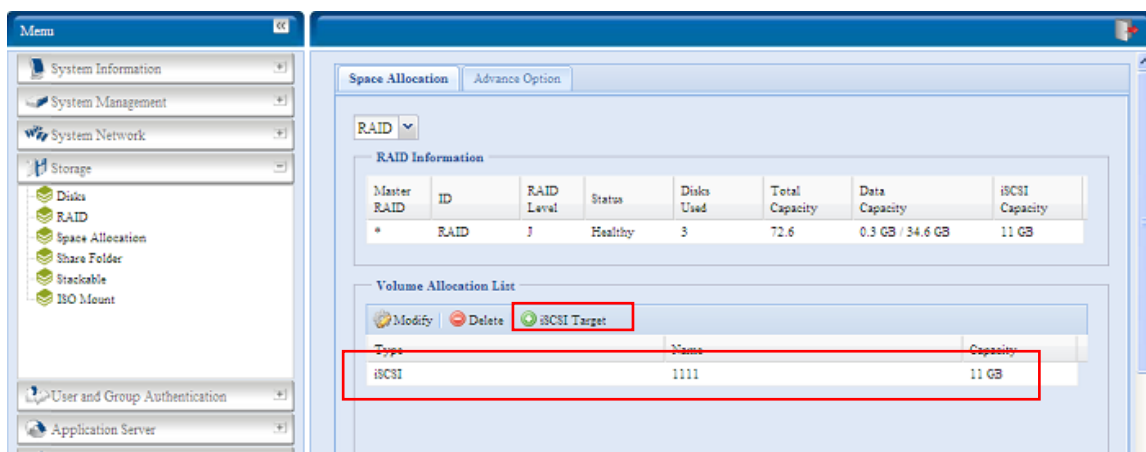 Menu
System Information
System Management
System Network
Storage
Disks
RAID
Space Allocation
Share Folder
Stackable
ISO Mount
User and Group Authentication
Application Server
Space Allocation Advance Option
RAID
RAID Information
Master RAID ID RAID Level Status Disks Used Total Capacity Data Capacity iSCSI Capacity
* RAID J Healthy 3 72.6 0.3 GB / 34.6 GB 11 GB
Volume Allocation List
Modify Delete iSCSI Target
Type Name Capacity
iSCSI 1111 11 GB